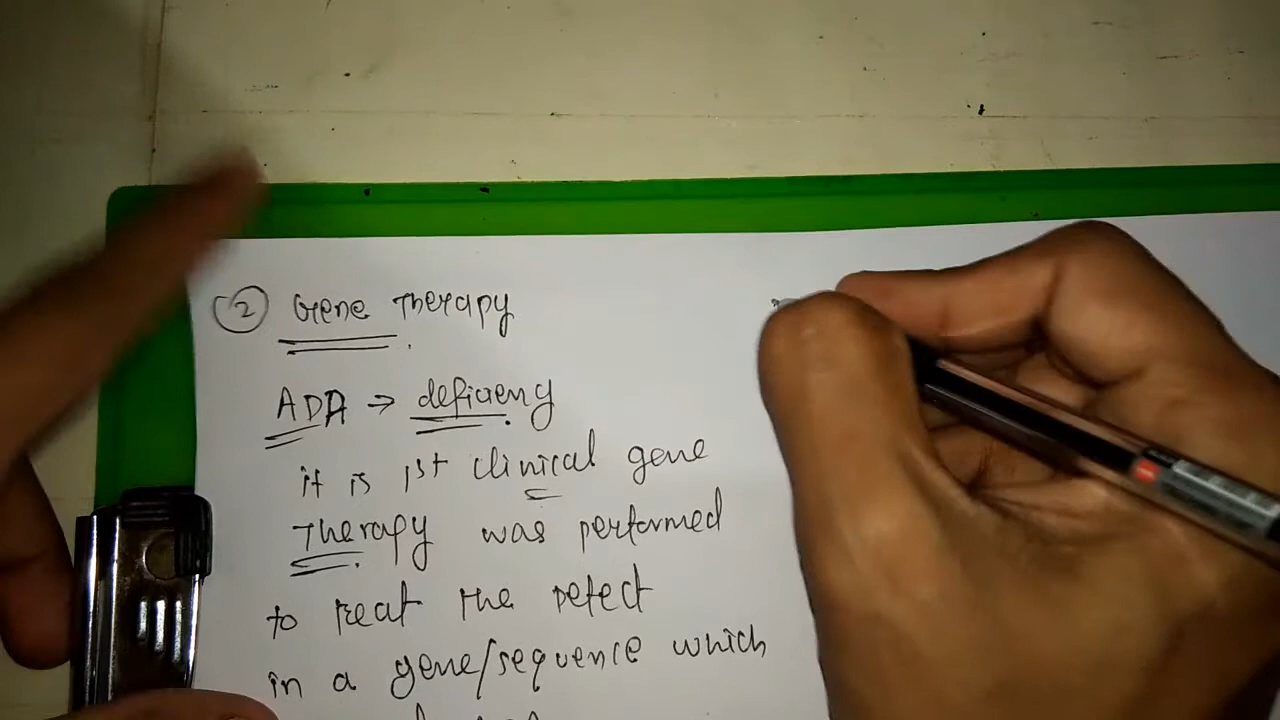 ② Gene Therapy
ADA → deficieny
it is 1st clinical gene
Therapy was performed
to treat the defect
in a gene/sequence which